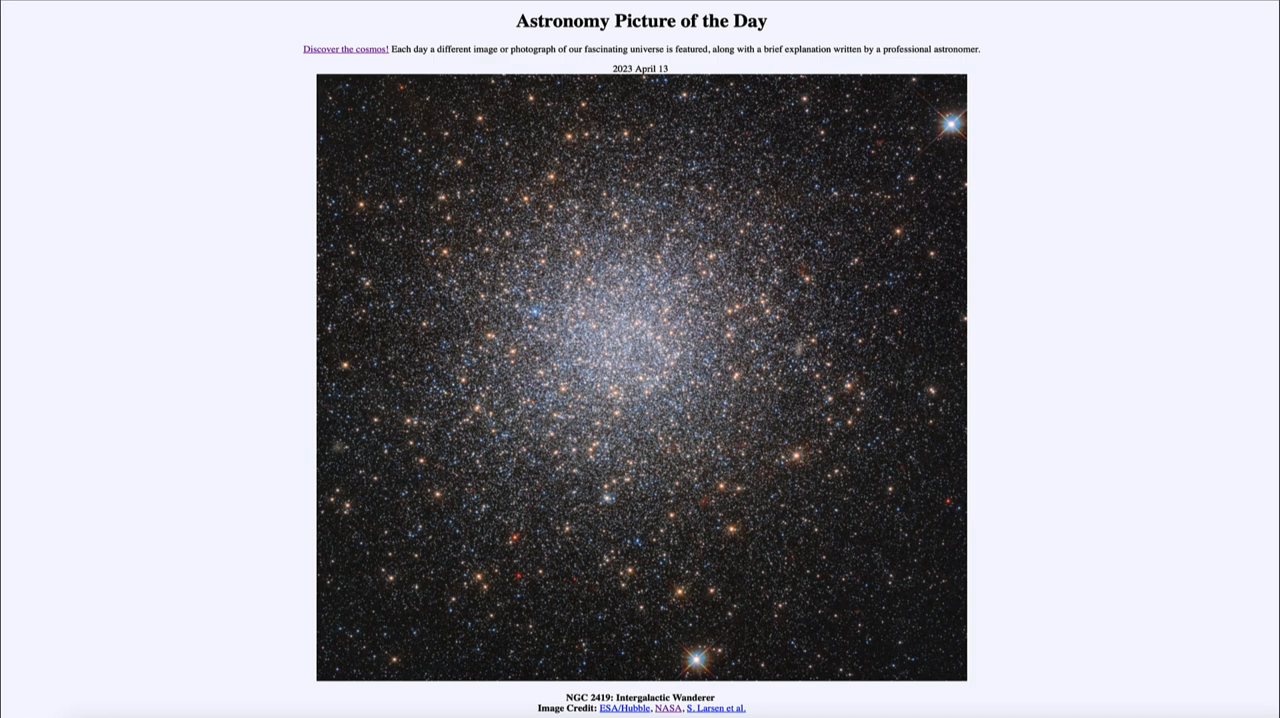 Astronomy Picture of the Day
Discover the cosmos! Each day a different image or photograph of our fascinating universe is featured, along with a brief explanation written by a professional astronomer.
2023 April 13
NGC 2419: Intergalactic Wanderer
Image Credit: ESA/Hubble, NASA, S. Larsen et al.